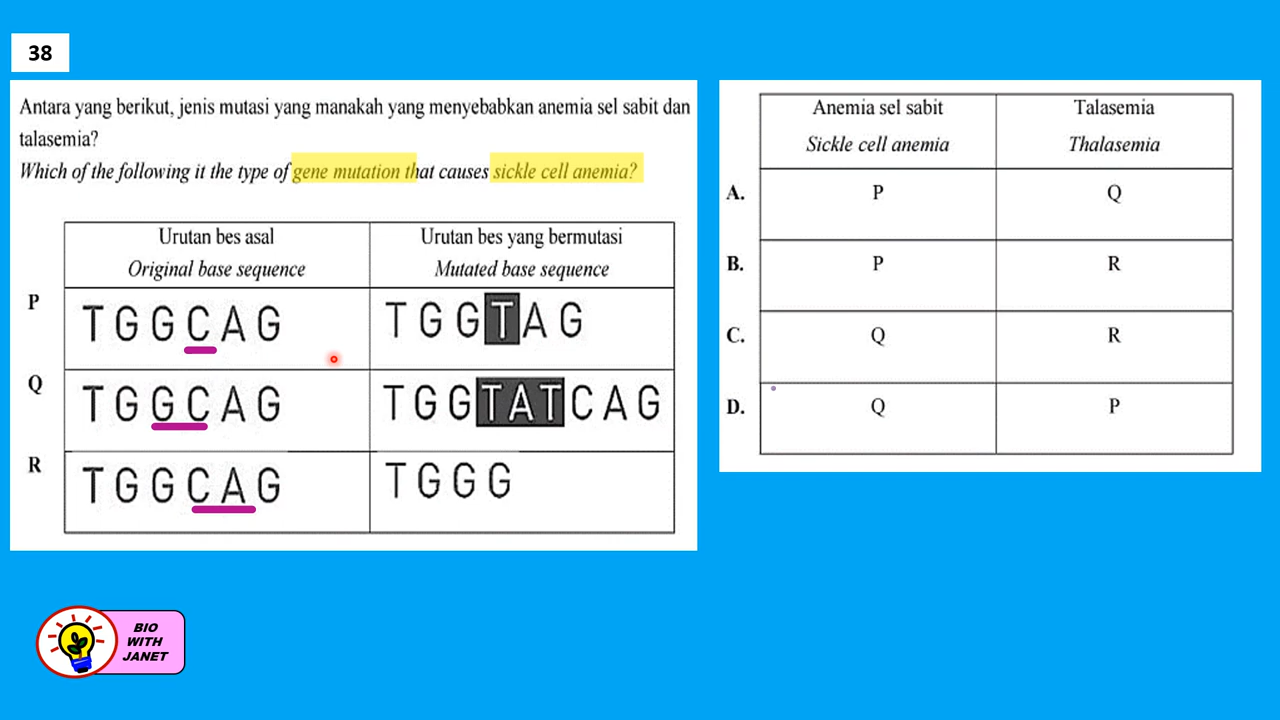 38
Antara yang berikut, jenis mutasi yang manakah yang menyebabkan anemia sel sabit dan
talasemia?
Which of the following it the type of gene mutation that causes sickle cell anemia?
Urutan bes asal
Original base sequence
Urutan bes yang bermutasi
Mutated base sequence
P
TGGCAG
TGGTAG
Q
TGGCAG
TGGTATCAG
R
TGGCAG
TGGG
Anemia sel sabit
Sickle cell anemia
Talasemia
Thalasemia
A.
P
Q
B.
P
R
C.
Q
R
D.
Q
P
BIO
WITH
JANET